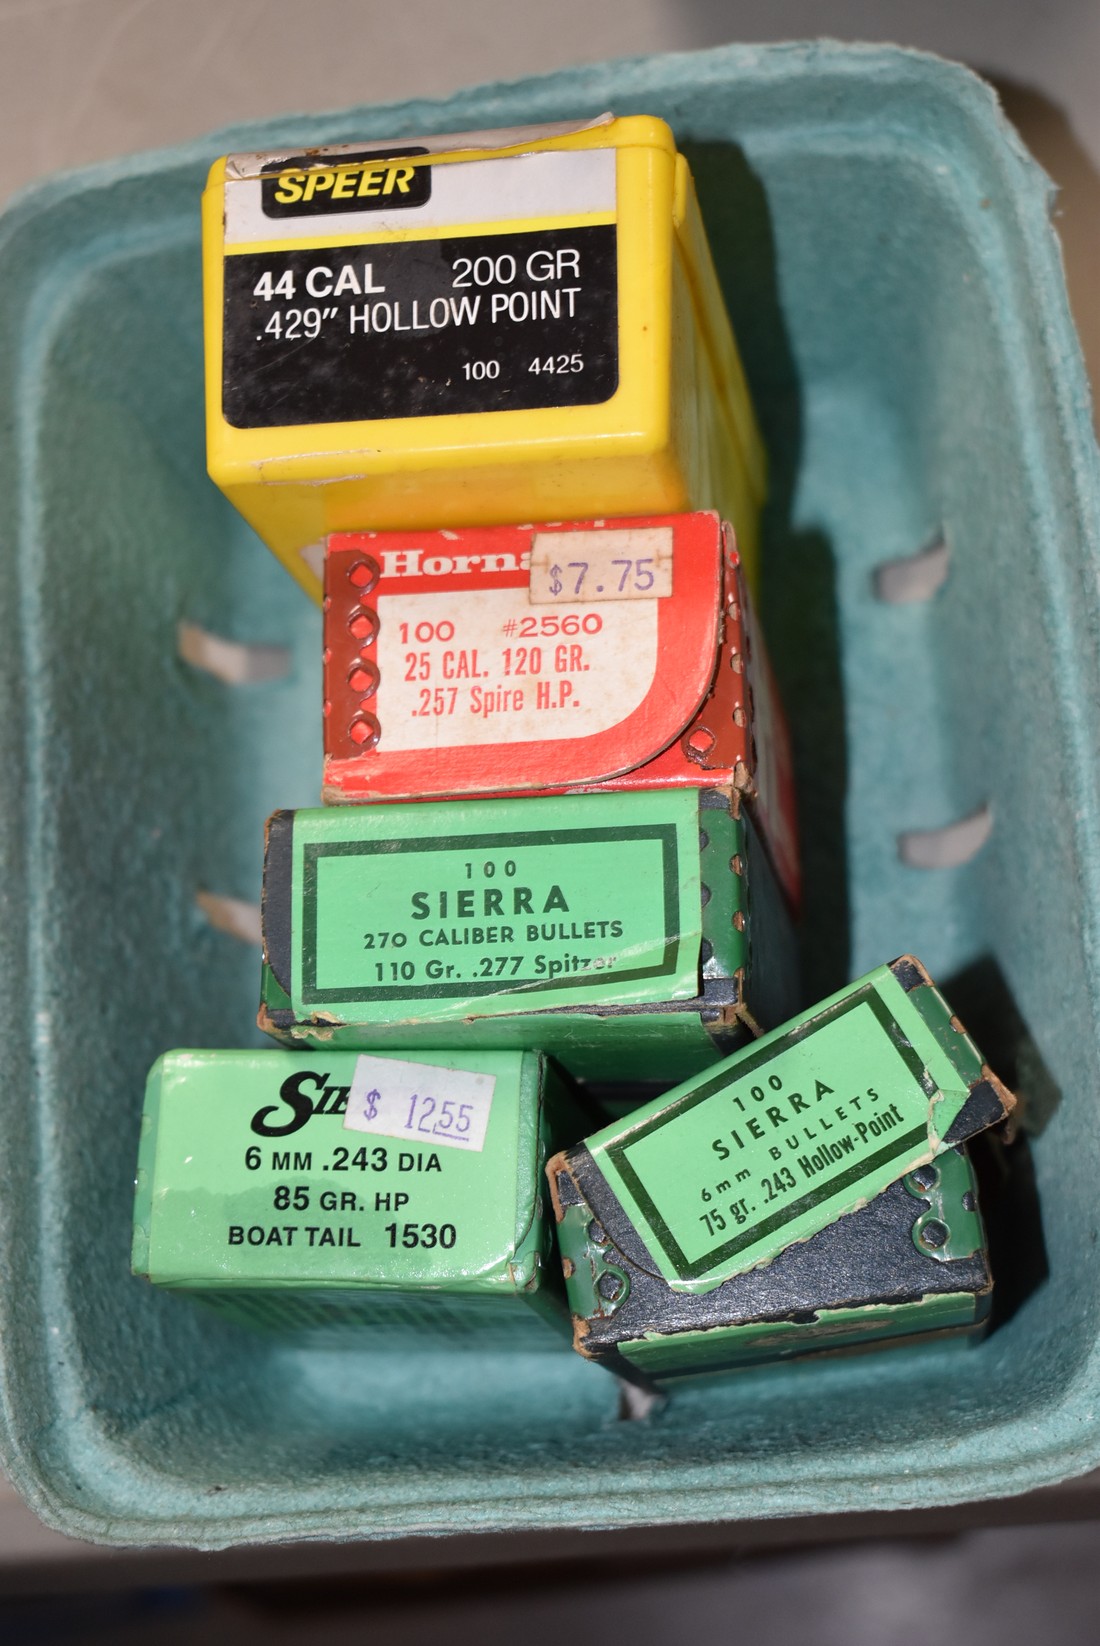 SPEER
44 CAL 200 GR
.429" HOLLOW POINT
100 4425
$7.75
100 #2560
25 CAL. 120 GR.
.257 Spire H.P.
100
SIERRA
270 CALIBER BULLETS
110 Gr. .277 Spitzer
$ 12.55
6 MM .243 DIA
85 GR. HP
BOAT TAIL 1530
100
SIERRA
6mm BULLETS
75 gr. .243 Hollow-Point